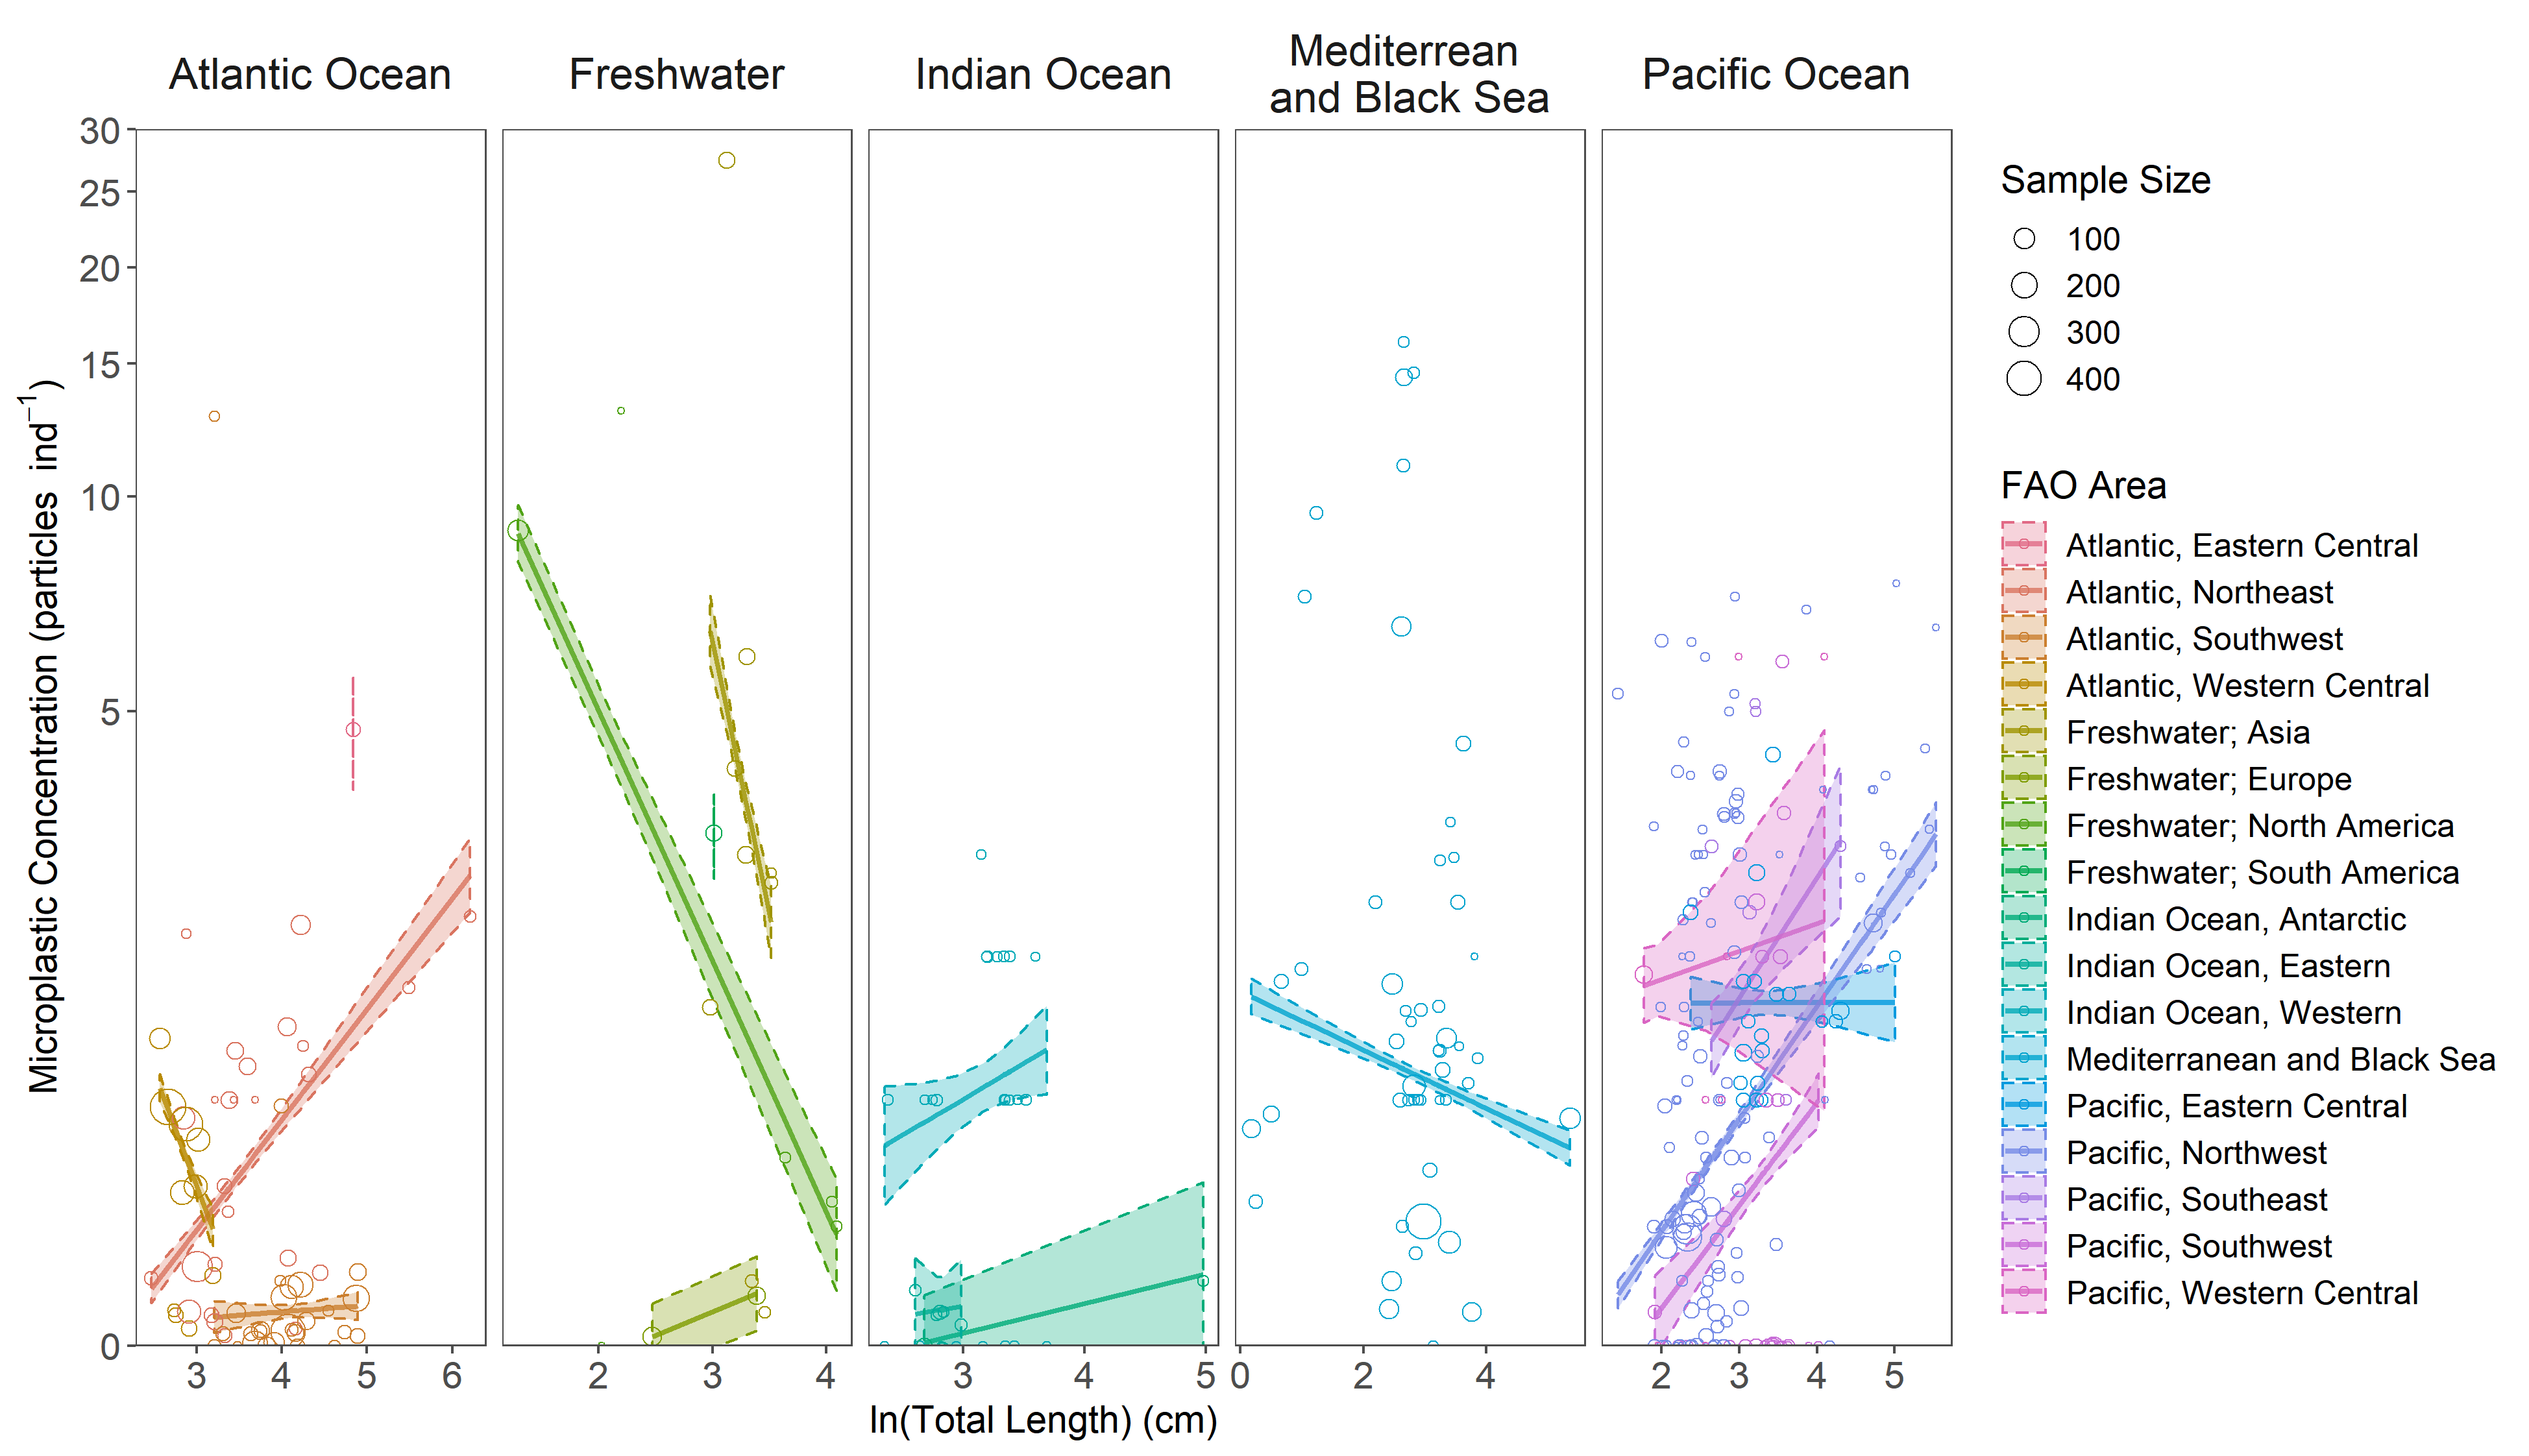 Atlantic Ocean
Freshwater
Indian Ocean
Mediterrean
and Black Sea
Pacific Ocean
Microplastic Concentration (particles ind⁻¹)
30
25
20
15
10
5
0
3 4 5 6
2 3 4
3 4 5
0 2 4
2 3 4 5
ln(Total Length) (cm)
Sample Size
100
200
300
400
FAO Area
Atlantic, Eastern Central
Atlantic, Northeast
Atlantic, Southwest
Atlantic, Western Central
Freshwater; Asia
Freshwater; Europe
Freshwater; North America
Freshwater; South America
Indian Ocean, Antarctic
Indian Ocean, Eastern
Indian Ocean, Western
Mediterranean and Black Sea
Pacific, Eastern Central
Pacific, Northwest
Pacific, Southeast
Pacific, Southwest
Pacific, Western Central